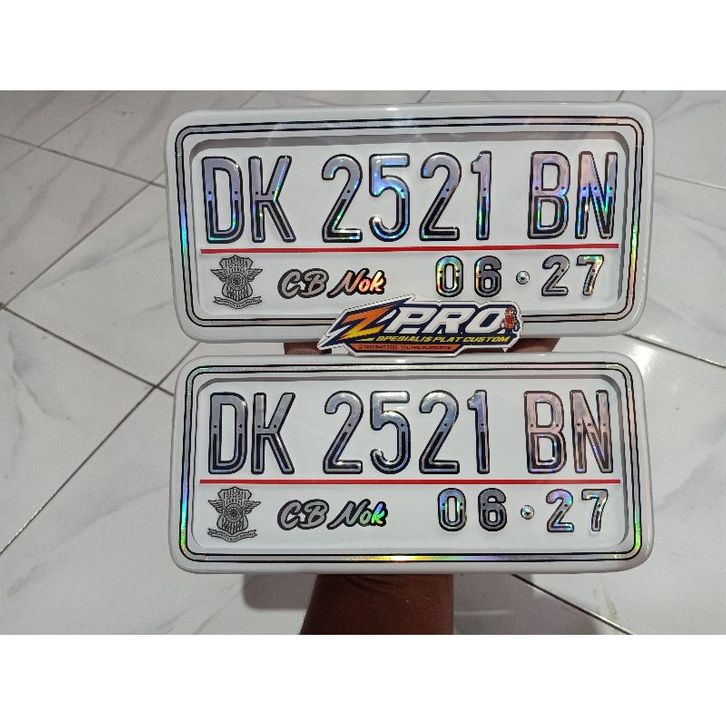 DK 2521 BN
CB Nok 06·27
ZPRO
SPESIALIS PLAT CUSTOM
DK 2521 BN
CB Nok 06·27